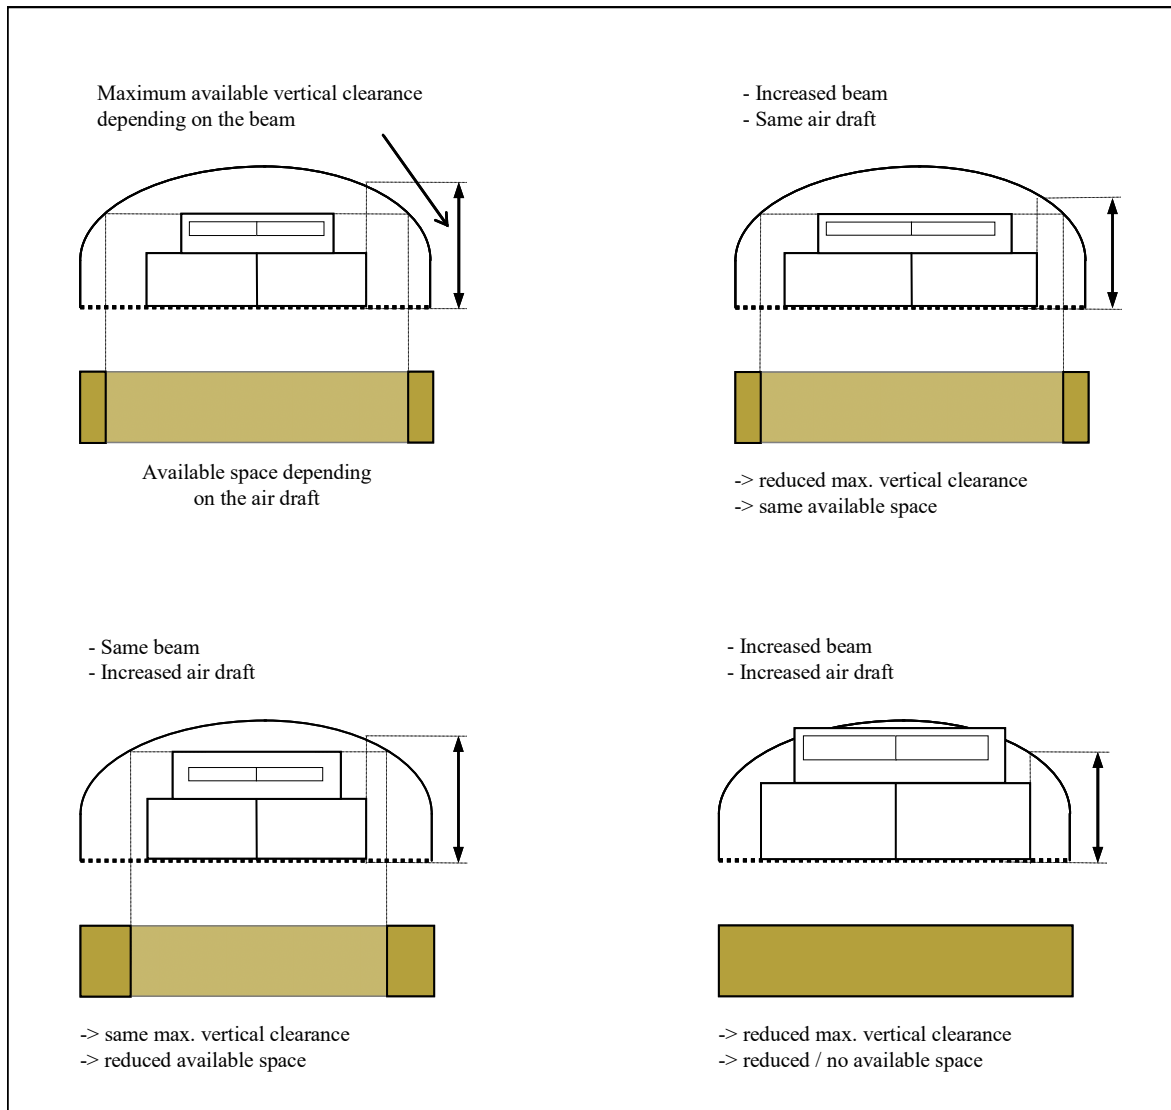 Maximum available vertical clearance
depending on the beam
Available space depending
on the air draft
- Increased beam
- Same air draft
-> reduced max. vertical clearance
-> same available space
- Same beam
- Increased air draft
-> same max. vertical clearance
-> reduced available space
- Increased beam
- Increased air draft
-> reduced max. vertical clearance
-> reduced / no available space